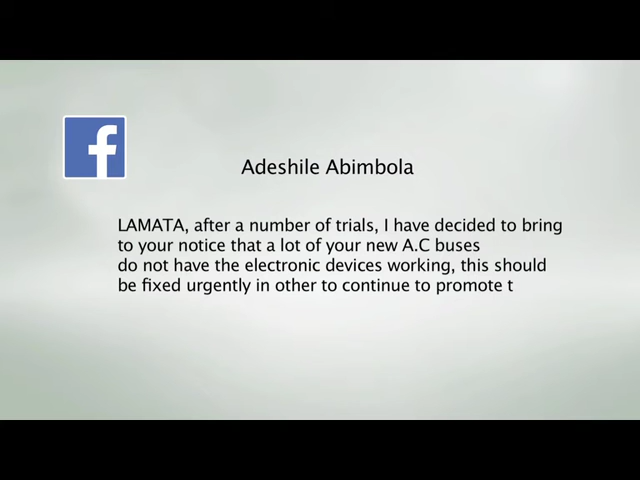 f
Adeshile Abimbola
LAMATA, after a number of trials, I have decided to bring
to your notice that a lot of your new A.C buses
do not have the electronic devices working, this should
be fixed urgently in other to continue to promote t